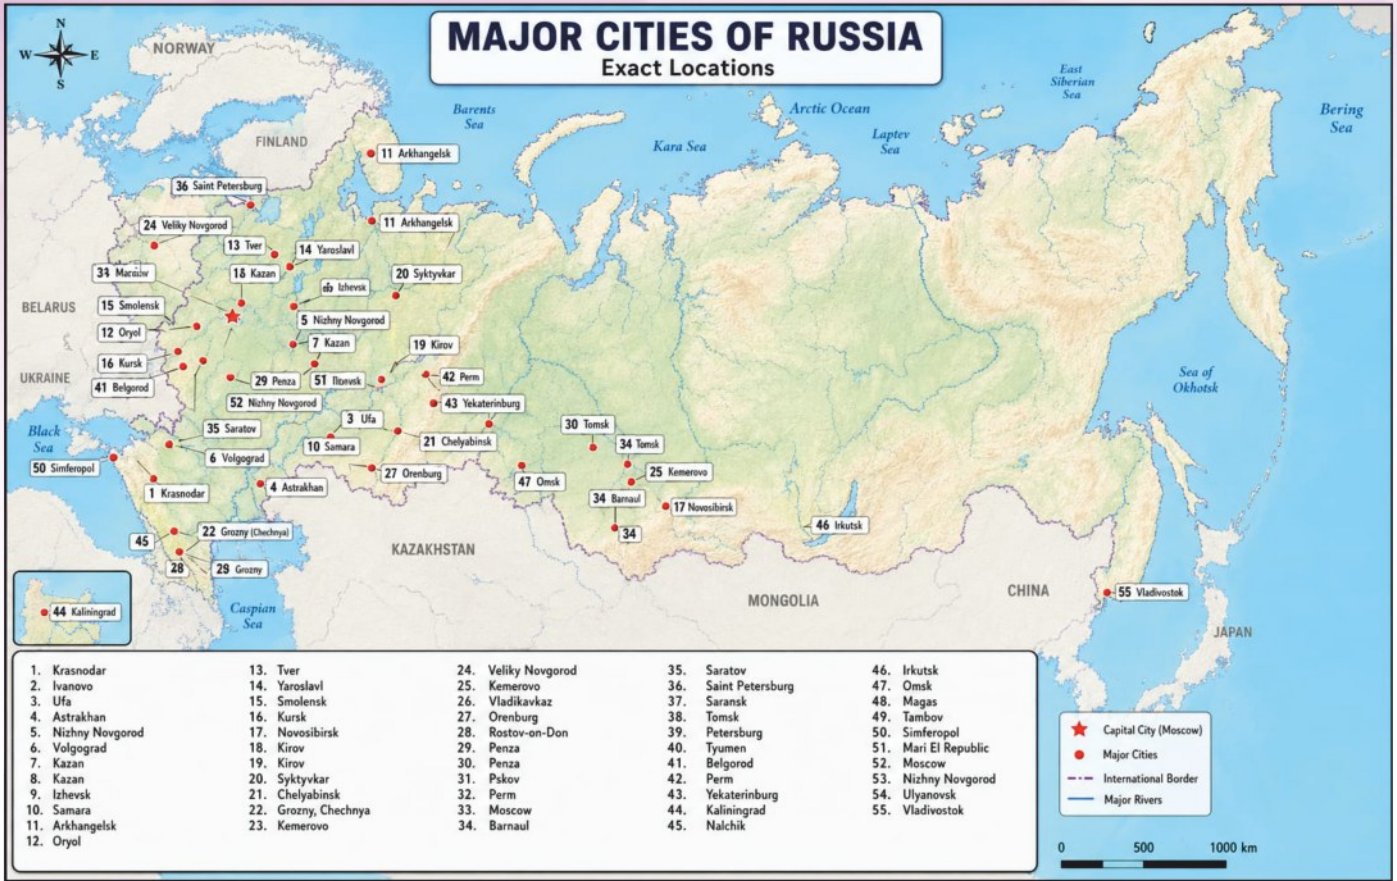 MAJOR CITIES OF RUSSIA
Exact Locations
N
W E
S
NORWAY
FINLAND
BELARUS
UKRAINE
KAZAKHSTAN
MONGOLIA
CHINA
JAPAN
Barents
Sea
Kara Sea
Arctic Ocean
Laptev
Sea
East
Siberian
Sea
Bering
Sea
Sea of
Okhotsk
Black
Sea
Caspian
Sea
11 Arkhangelsk
36 Saint Petersburg
11 Arkhangelsk
24 Veliky Novgorod
13 Tver
14 Yaroslavl
18 Kazan
20 Syktyvkar
Izhevsk
15 Smolensk
5 Nizhny Novgorod
12 Oryol
7 Kazan
19 Kirov
16 Kursk
41 Belgorod
29 Penza
51
42 Perm
52 Nizhny Novgorod
43 Yekaterinburg
35 Saratov
3 Ufa
10 Samara
21 Chelyabinsk
30 Tomsk
34 Tomsk
6 Volgograd
50 Simferopol
27 Orenburg
25 Kemerovo
1 Krasnodar
4 Astrakhan
47 Omsk
34 Barnaul
17 Novosibirsk
46 Irkutsk
34
45
22 Grozny (Chechnya)
28
29 Grozny
55 Vladivostok
44 Kaliningrad
1. Krasnodar
2. Ivanovo
3. Ufa
4. Astrakhan
5. Nizhny Novgorod
6. Volgograd
7. Kazan
8. Kazan
9. Izhevsk
10. Samara
11. Arkhangelsk
12. Oryol
13. Tver
14. Yaroslavl
15. Smolensk
16. Kursk
17. Novosibirsk
18. Kirov
19. Kirov
20. Syktyvkar
21. Chelyabinsk
22. Grozny, Chechnya
23. Kemerovo
24. Veliky Novgorod
25. Kemerovo
26. Vladikavkaz
27. Orenburg
28. Rostov-on-Don
29. Penza
30. Penza
31. Pskov
32. Perm
33. Moscow
34. Barnaul
35. Saratov
36. Saint Petersburg
37. Saransk
38. Tomsk
39. Petersburg
40. Tyumen
41. Belgorod
42. Perm
43. Yekaterinburg
44. Kaliningrad
45. Nalchik
46. Irkutsk
47. Omsk
48. Magas
49. Tambov
50. Simferopol
51. Mari El Republic
52. Moscow
53. Nizhny Novgorod
54. Ulyanovsk
55. Vladivostok
Capital City (Moscow)
Major Cities
International Border
Major Rivers
0 500 1000 km